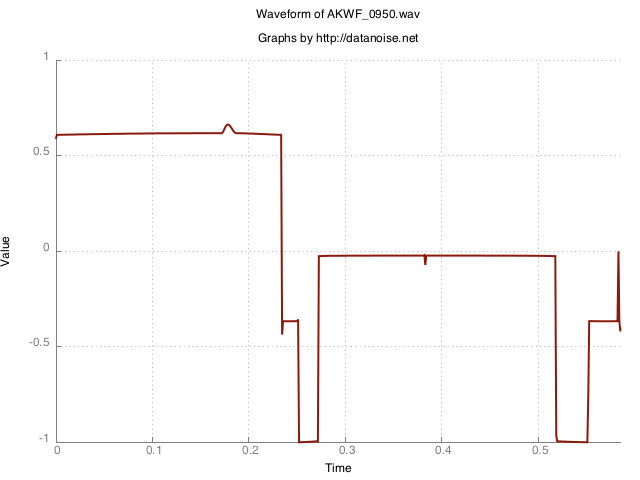 Waveform of AKWF_0950.wav
Graphs by http://datanoise.net
1
0.5
0
-0.5
-1
Value
0 0.1 0.2 0.3 0.4 0.5
Time